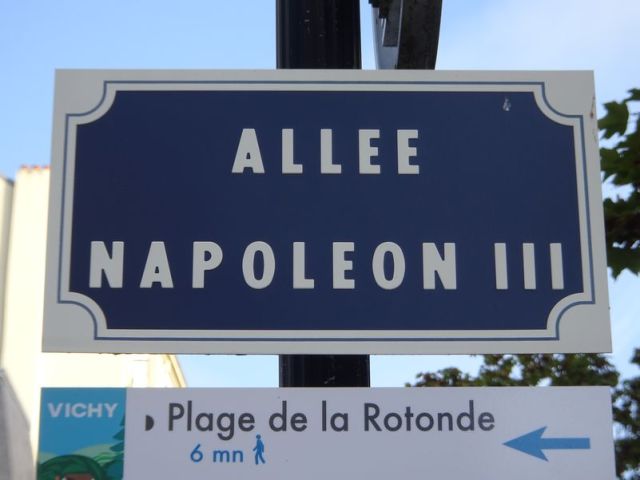 ALLEE
NAPOLEON III
VICHY
Plage de la Rotonde
6 mn